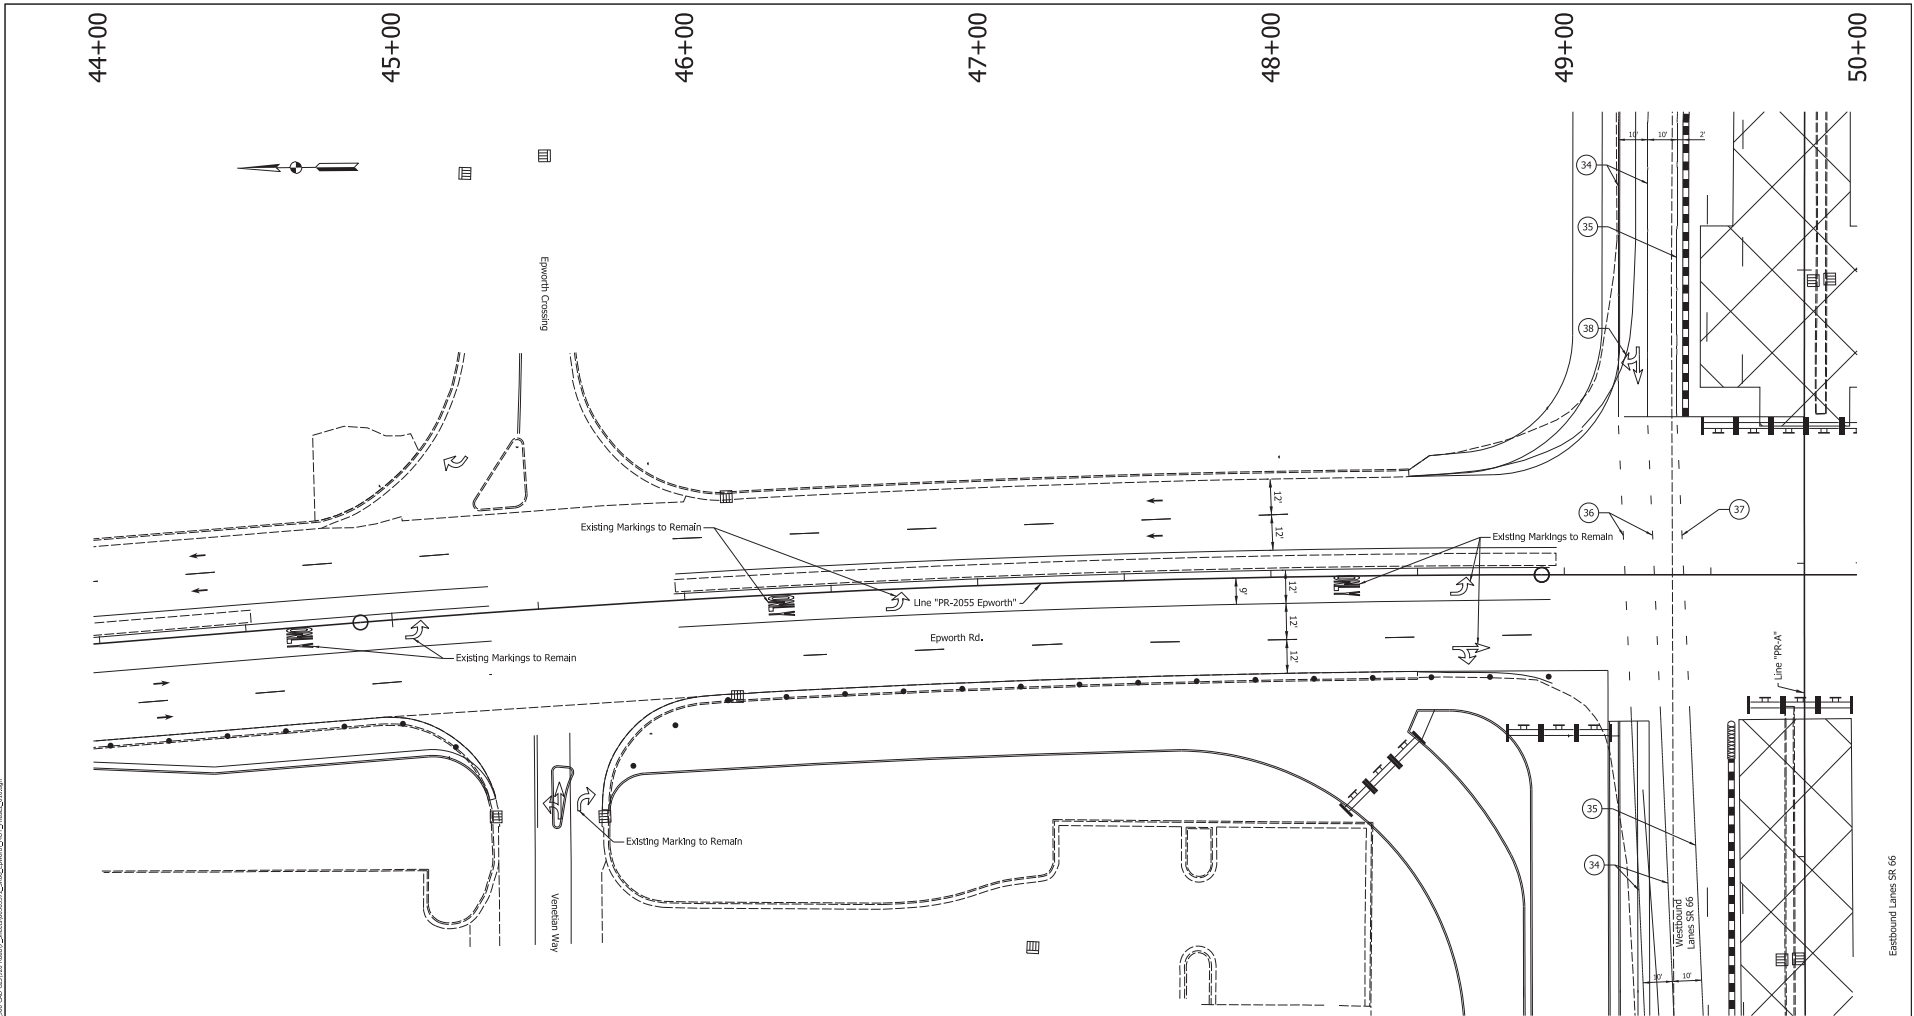 44+00
45+00
46+00
47+00
48+00
49+00
50+00
10'
10'
2'
34
35
38
Epworth Crossing
12'
12'
36
37
Existing Markings to Remain
Existing Markings to Remain
ONLY
ONLY
12'
9'
Line "PR-2055 Epworth"
12'
12'
ONLY
Epworth Rd.
Existing Markings to Remain
Line "PR-A"
35
34
Existing Marking to Remain
Venetian Way
Westbound
Lanes SR 66
Eastbound Lanes SR 66
10'
10'